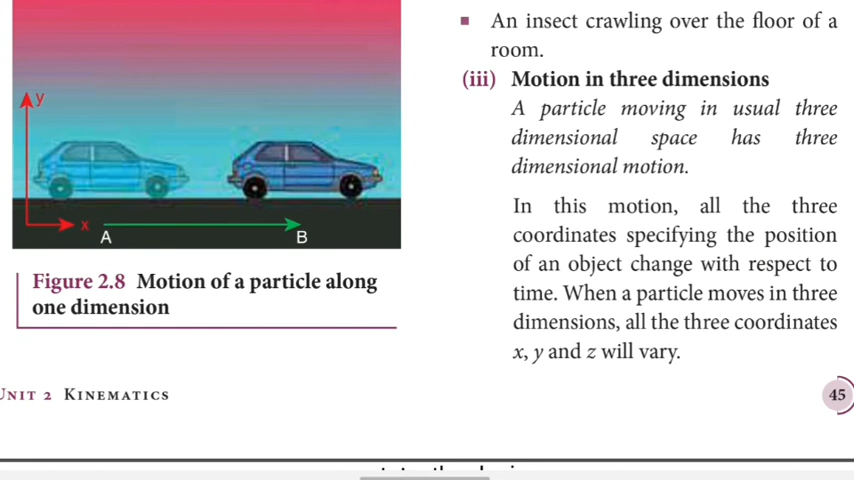 y
x
A
B
Figure 2.8 Motion of a particle along
one dimension
▪ An insect crawling over the floor of a
room.
(iii) Motion in three dimensions
A particle moving in usual three
dimensional space has three
dimensional motion.
In this motion, all the three
coordinates specifying the position
of an object change with respect to
time. When a particle moves in three
dimensions, all the three coordinates
x, y and z will vary.
UNIT 2 KINEMATICS
45